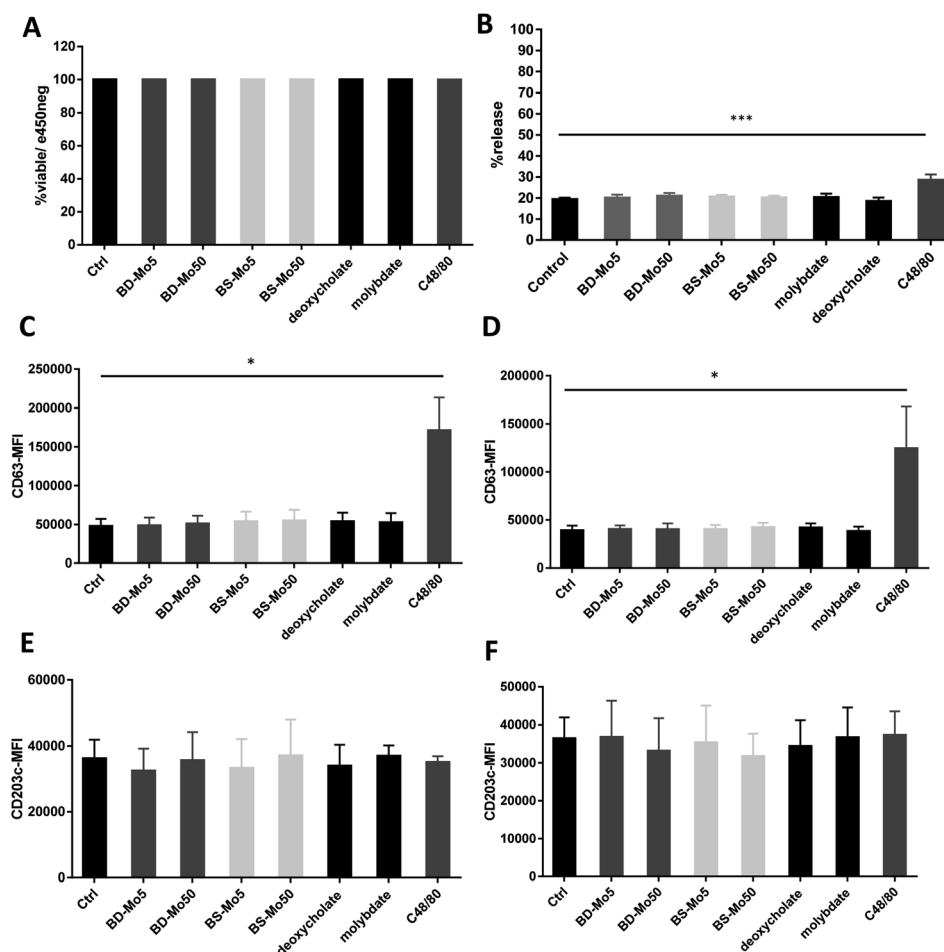 A
120
100
80
60
40
20
0
%viable/ e450neg
Ctrl
BD-Mo5
BD-Mo50
BS-Mo5
BS-Mo50
deoxycholate
molybdate
C48/80
B
100
90
80
70
60
50
40
30
20
10
0
%release
***
Control
BD-Mo5
BD-Mo50
BS-Mo5
BS-Mo50
molybdate
deoxycholate
C48/80
C
250000
200000
150000
100000
50000
0
CD63-MFI
*
Ctrl
BD-Mo5
BD-Mo50
BS-Mo5
BS-Mo50
deoxycholate
molybdate
C48/80
D
200000
150000
100000
50000
0
CD63-MFI
*
Ctrl
BD-Mo5
BD-Mo50
BS-Mo5
BS-Mo50
deoxycholate
molybdate
C48/80
E
60000
40000
20000
0
CD203c-MFI
Ctrl
BD-Mo5
BD-Mo50
BS-Mo5
BS-Mo50
deoxycholate
molybdate
C48/80
F
50000
40000
30000
20000
10000
0
CD203c-MFI
Ctrl
BD-Mo5
BD-Mo50
BS-Mo5
BS-Mo50
deoxycholate
molybdate
C48/80